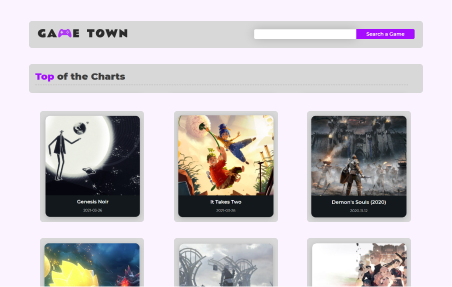 GAME TOWN
Search a Game
Top of the Charts
Genesis Noir
2021-03-26
It Takes Two
2021-03-26
Demon's Souls (2020)
2020-11-12